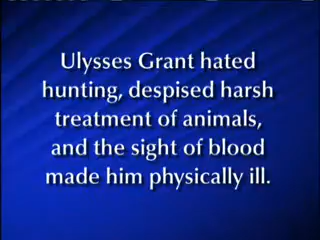 Ulysses Grant hated
hunting, despised harsh
treatment of animals,
and the sight of blood
made him physically ill.